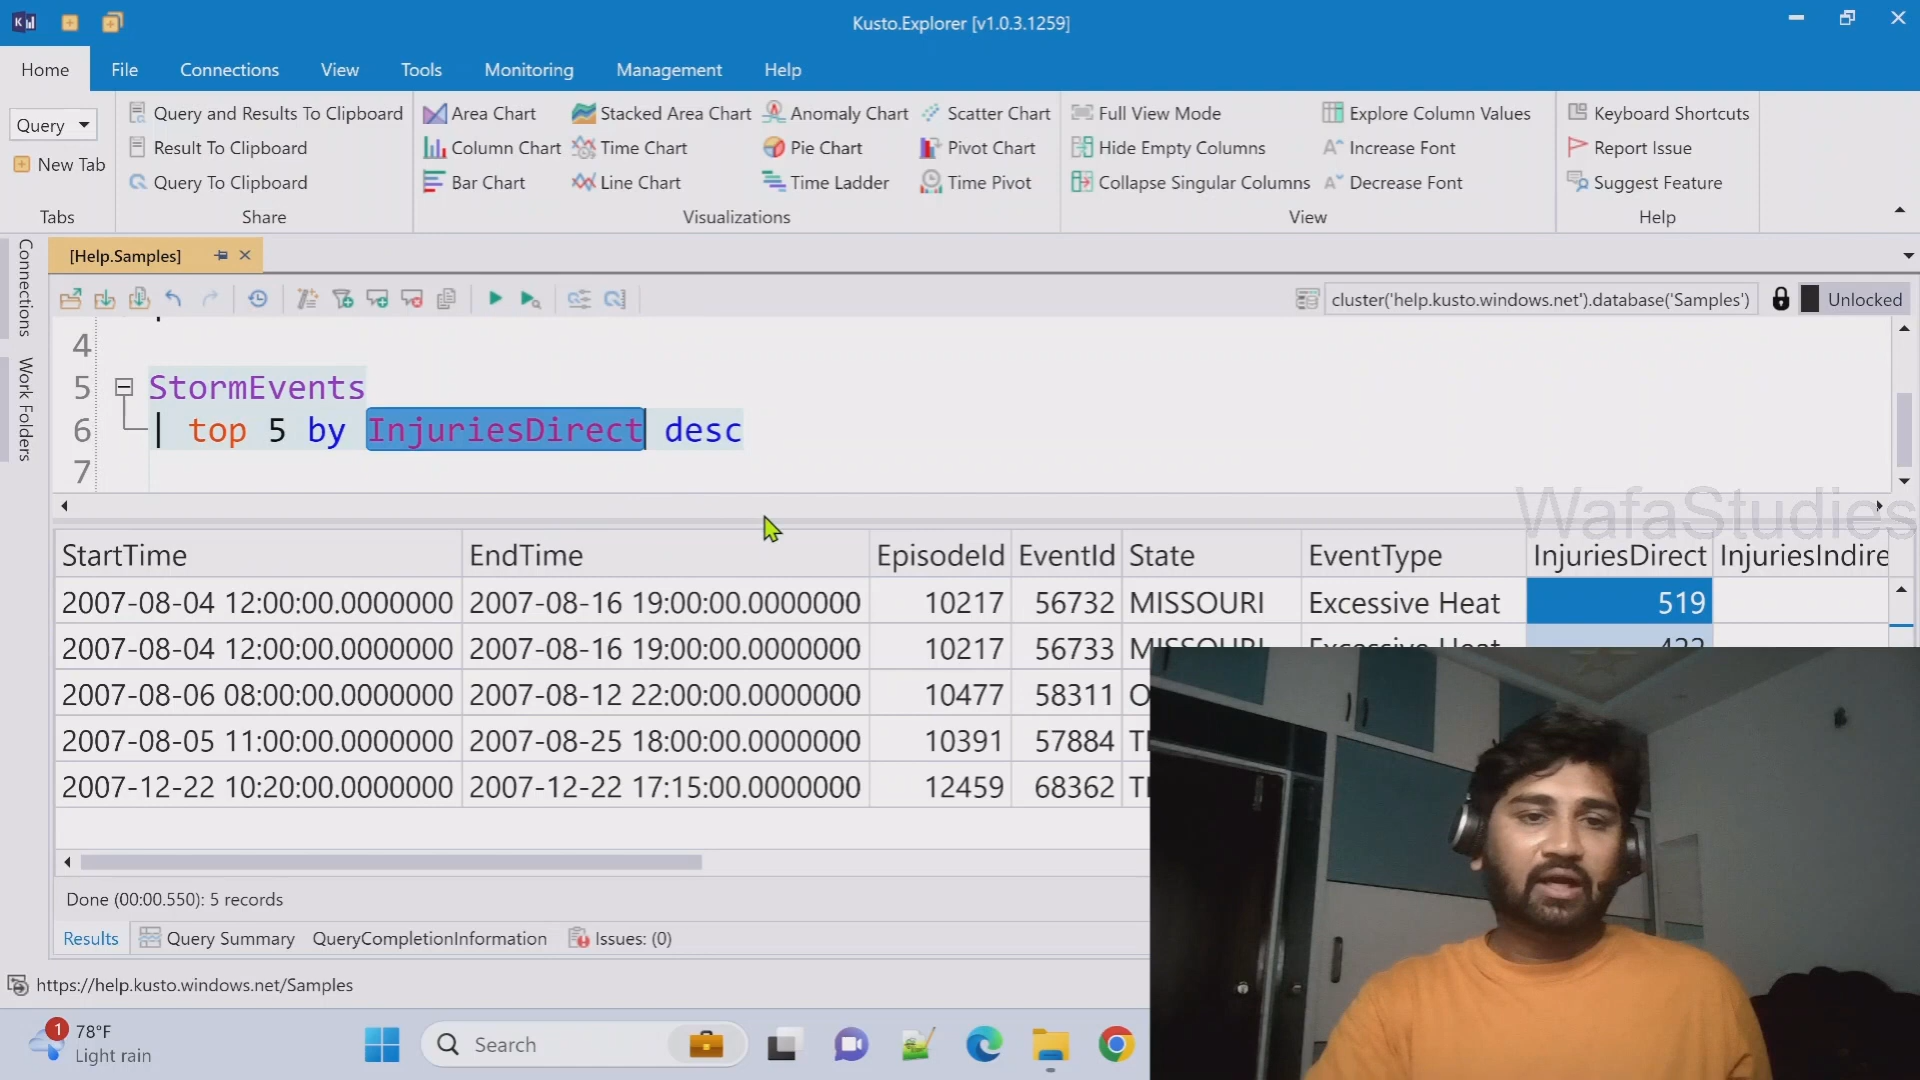 Kusto.Explorer [v1.0.3.1259]
Home File Connections View Tools Monitoring Management Help
Query
New Tab
Tabs
Query and Results To Clipboard
Result To Clipboard
Query To Clipboard
Share
Area Chart Stacked Area Chart Anomaly Chart Scatter Chart
Column Chart Time Chart Pie Chart Pivot Chart
Bar Chart Line Chart Time Ladder Time Pivot
Visualizations
Full View Mode Explore Column Values
Hide Empty Columns Increase Font
Collapse Singular Columns Decrease Font
View
Keyboard Shortcuts
Report Issue
Suggest Feature
Help
Connections
Work Folders
[Help.Samples]
cluster('help.kusto.windows.net').database('Samples') Unlocked
4
5 StormEvents
6 | top 5 by InjuriesDirect desc
7
WafaStudies
StartTime EndTime EpisodeId EventId State EventType InjuriesDirect InjuriesIndire
2007-08-04 12:00:00.0000000 2007-08-16 19:00:00.0000000 10217 56732 MISSOURI Excessive Heat 519
2007-08-04 12:00:00.0000000 2007-08-16 19:00:00.0000000 10217 56733 MISSOURI Excessive Heat 422
2007-08-06 08:00:00.0000000 2007-08-12 22:00:00.0000000 10477 58311
2007-08-05 11:00:00.0000000 2007-08-25 18:00:00.0000000 10391 57884
2007-12-22 10:20:00.0000000 2007-12-22 17:15:00.0000000 12459 68362
Done (00:00.550): 5 records
Results Query Summary QueryCompletionInformation Issues: (0)
https://help.kusto.windows.net/Samples
1
78°F
Light rain
Search